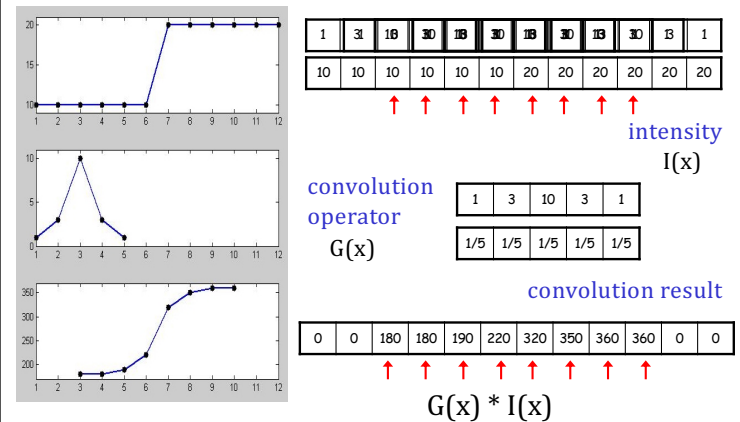 20
15
10
1 2 3 4 5 6 7 8 9 10 11 12
10
5
0
1 2 3 4 5 6 7 8 9 10 11 12
350
300
250
200
1 2 3 4 5 6 7 8 9 10 11 12
1 1
10 10 10 10 10 10 20 20 20 20 20 20
↑ ↑ ↑ ↑ ↑ ↑ ↑ ↑
intensity
I(x)
convolution
operator
G(x)
1 3 10 3 1
1/5 1/5 1/5 1/5 1/5
convolution result
0 0 180 180 190 220 320 350 360 360 0 0
↑ ↑ ↑ ↑ ↑ ↑ ↑ ↑
G(x) * I(x)